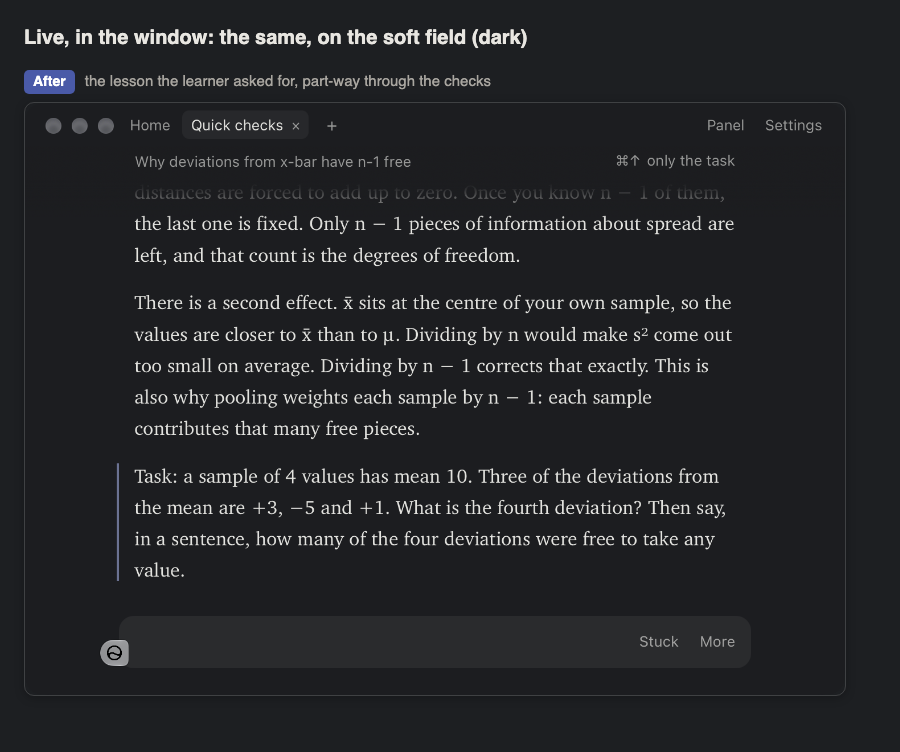 Live, in the window: the same, on the soft field (dark)
After the lesson the learner asked for, part-way through the checks
Home Quick checks × + Panel Settings
Why deviations from x-bar have n-1 free ⌘↑ only the task
distances are forced to add up to zero. Once you know n − 1 of them,
the last one is fixed. Only n − 1 pieces of information about spread are
left, and that count is the degrees of freedom.
There is a second effect. x̄ sits at the centre of your own sample, so the
values are closer to x̄ than to µ. Dividing by n would make s² come out
too small on average. Dividing by n − 1 corrects that exactly. This is
also why pooling weights each sample by n − 1: each sample
contributes that many free pieces.
Task: a sample of 4 values has mean 10. Three of the deviations from
the mean are +3, −5 and +1. What is the fourth deviation? Then say,
in a sentence, how many of the four deviations were free to take any
value.
Stuck More